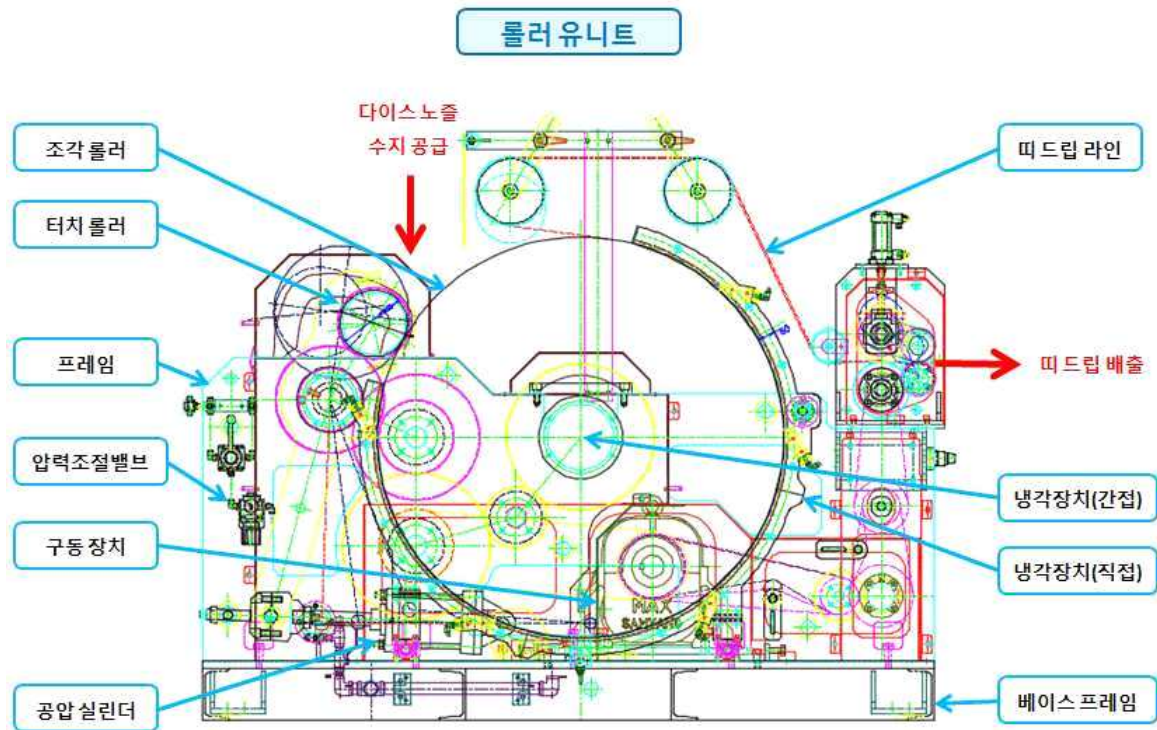 롤러 유니트
다이스 노즐
수지 공급
조각 롤러
터치 롤러
프레임
압력조절밸브
구동 장치
공압 실린더
띠 드립 라인
띠 드립 배출
냉각장치(간접)
냉각장치(직접)
베이스 프레임
60
MAX